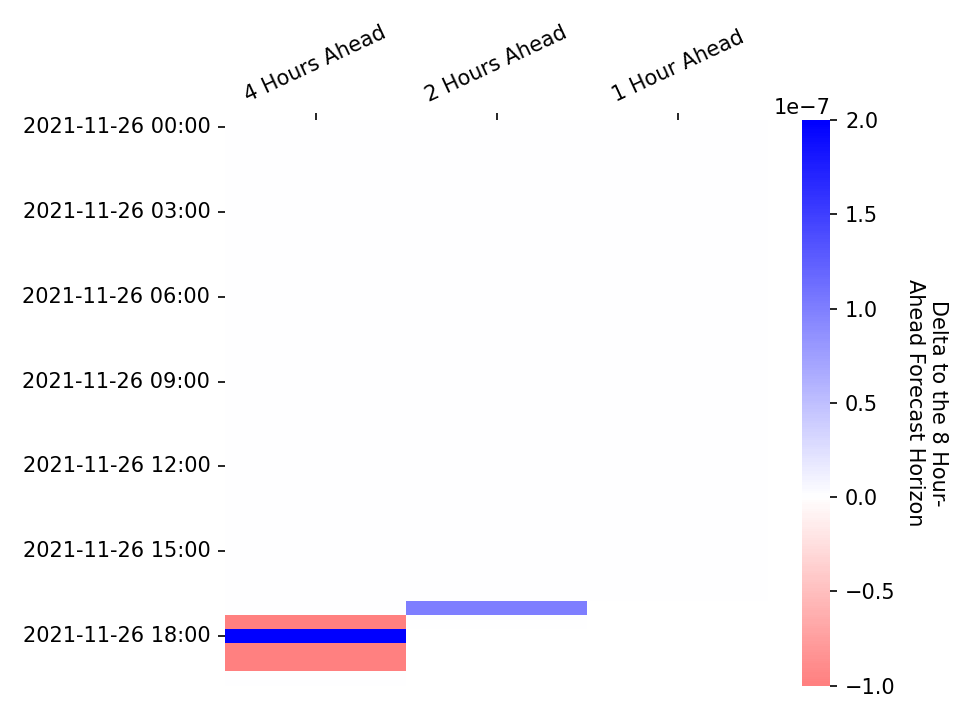 4 Hours Ahead
2 Hours Ahead
1 Hour Ahead
1e−7
2021-11-26 00:00
2021-11-26 03:00
2021-11-26 06:00
2021-11-26 09:00
2021-11-26 12:00
2021-11-26 15:00
2021-11-26 18:00
2.0
1.5
1.0
0.5
0.0
−0.5
−1.0
Delta to the 8 Hour-
Ahead Forecast Horizon